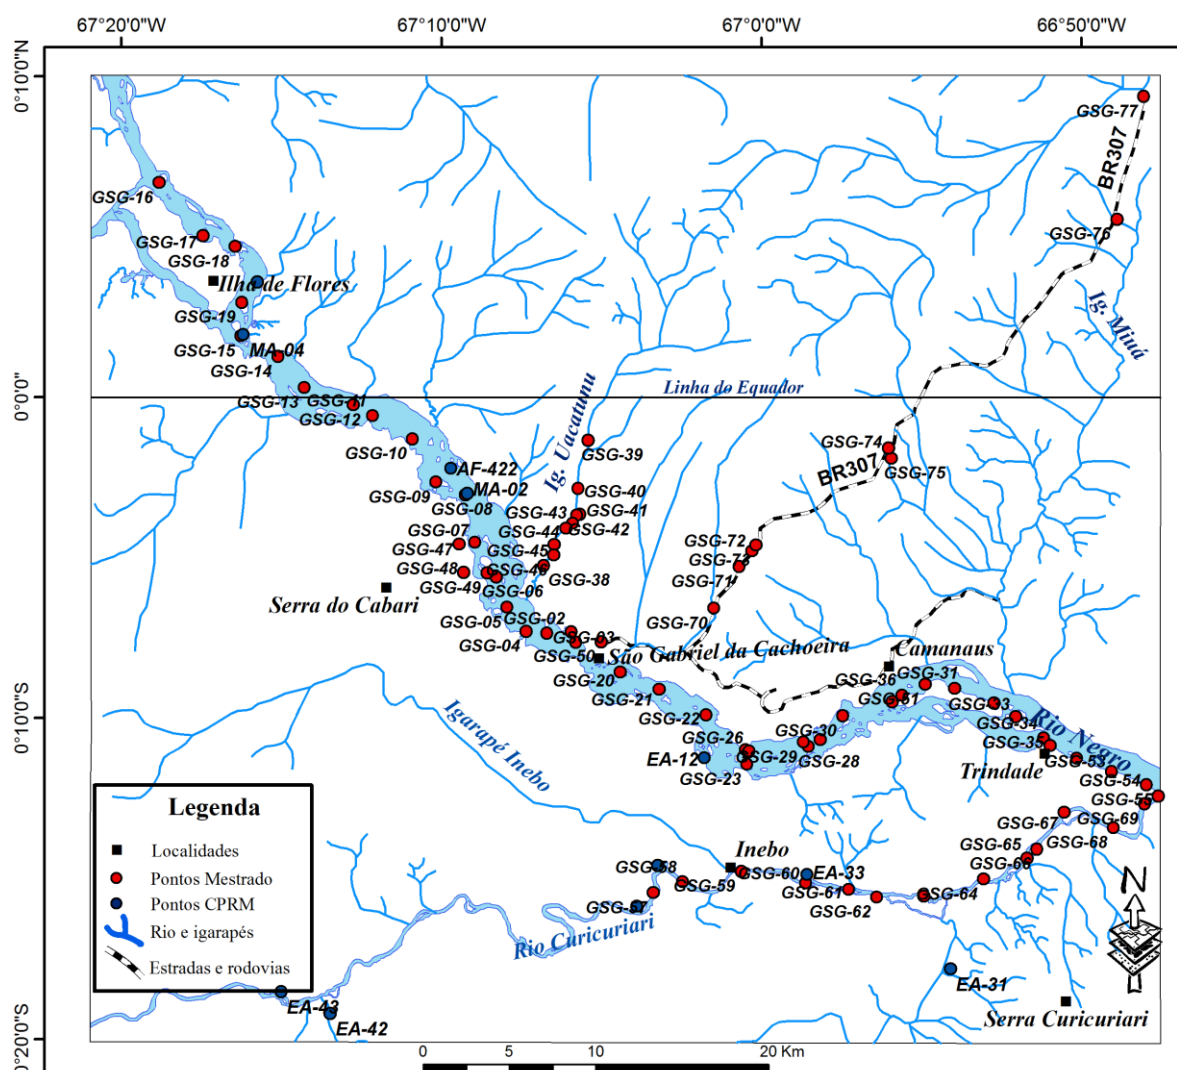 67°20'0"W
67°10'0"W
67°0'0"W
66°50'0"W
0°10'0"N
0°0'0"
0°10'0"S
0°20'0"S
GSG-77
BR307
GSG-16
GSG-76
GSG-17
GSG-18
Ilha de Flores
GSG-19
Ig. Miuá
GSG-15
MA-04
GSG-14
Linha do Equador
GSG-13
GSG-11
GSG-12
Ig. Uacatunu
GSG-10
GSG-74
GSG-39
BR307
GSG-75
AF-422
GSG-09
MA-02
GSG-40
GSG-08
GSG-43
GSG-41
GSG-07
GSG-44
GSG-42
GSG-47
GSG-45
GSG-72
GSG-73
GSG-48
GSG-46
GSG-38
GSG-71
GSG-49
GSG-06
Serra do Cabari
GSG-05
GSG-02
GSG-70
GSG-04
GSG-03
GSG-50
São Gabriel da Cachoeira
Camanaus
GSG-20
GSG-36
GSG-31
GSG-21
GSG-51
GSG-33
GSG-22
GSG-34
Rio Negro
GSG-26
GSG-30
GSG-35
Igarapé Inebo
EA-12
GSG-29
GSG-28
GSG-53
GSG-23
Trindade
GSG-54
GSG-55
GSG-67
GSG-69
GSG-65
GSG-68
Inebo
GSG-58
GSG-60
EA-33
GSG-66
GSG-59
GSG-61
GSG-64
GSG-57
GSG-62
Rio Curicuriari
EA-31
EA-43
EA-42
Serra Curicuriari
N
Legenda
Localidades
Pontos Mestrado
Pontos CPRM
Rio e igarapés
Estradas e rodovias
0 5 10 20 Km